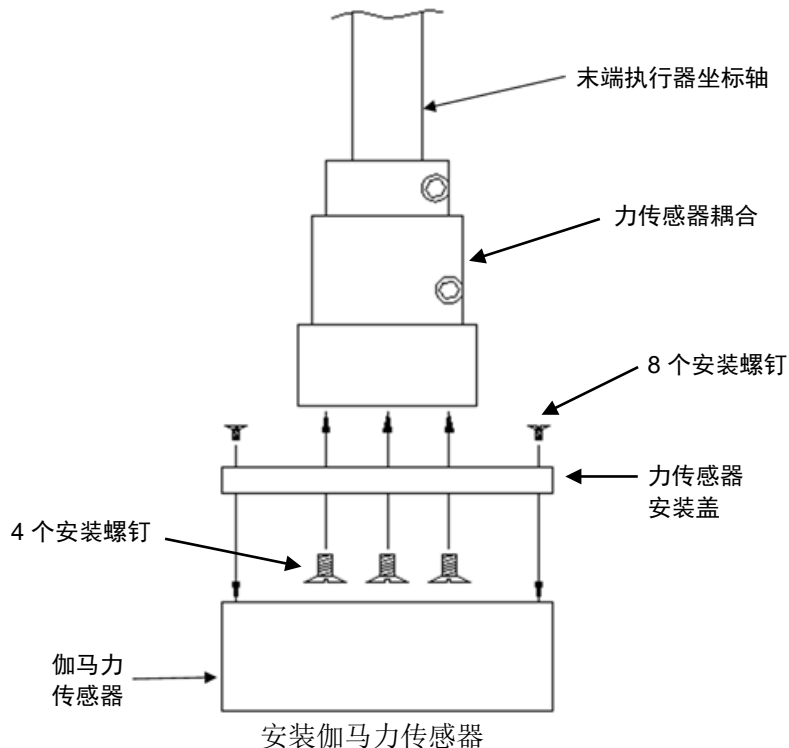 末端执行器坐标轴
力传感器耦合
8 个安装螺钉
力传感器
安装盖
4 个安装螺钉
伽马力
传感器
安装伽马力传感器